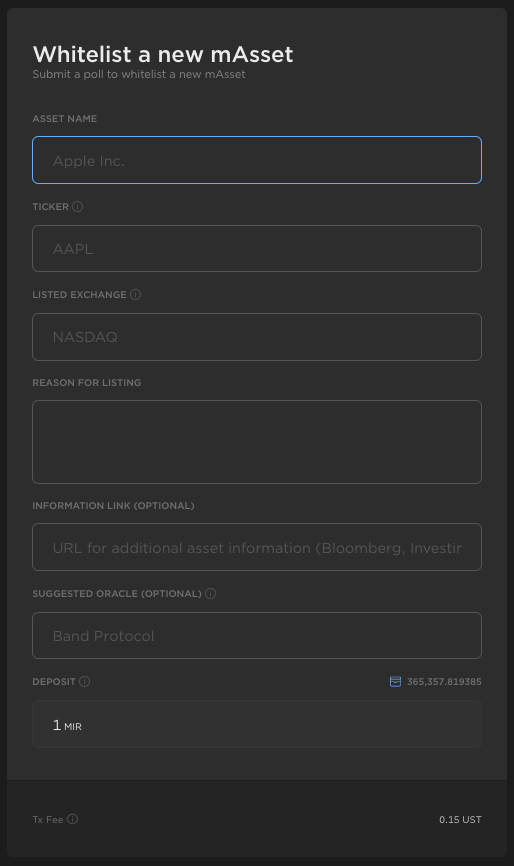 Whitelist a new mAsset
Submit a poll to whitelist a new mAsset
ASSET NAME
Apple Inc.
TICKER
AAPL
LISTED EXCHANGE
NASDAQ
REASON FOR LISTING
INFORMATION LINK (OPTIONAL)
URL for additional asset information (Bloomberg, Investir
SUGGESTED ORACLE (OPTIONAL)
Band Protocol
DEPOSIT 365,357.819385
1 MIR
Tx Fee 0.15 UST